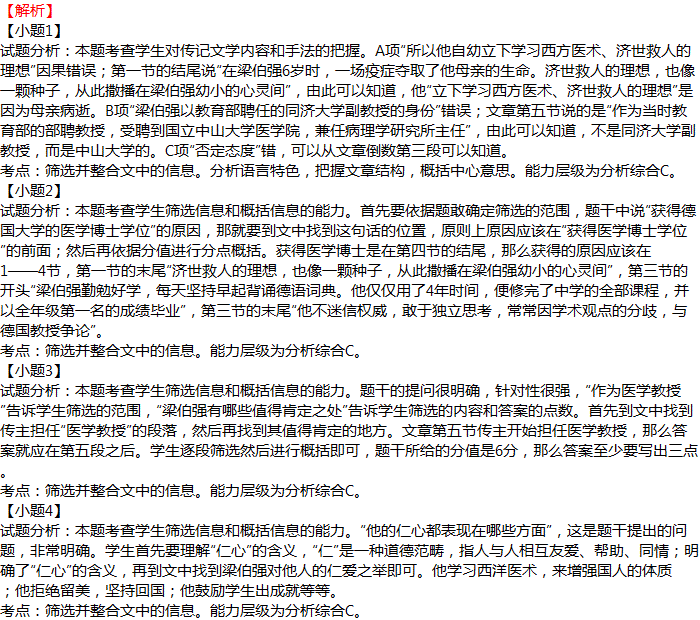 【解析】
【小题1】
试题分析：本题考查学生对传记文学内容和手法的把握。A项“所以他自幼立下学习西方医术、济世救人的
理想”因果错误；第一节的结尾说“在梁伯强6岁时，一场疫症夺取了他母亲的生命。济世救人的理想，也像
一颗种子，从此撒播在梁伯强幼小的心灵间”，由此可以知道，他“立下学习西方医术、济世救人的理想”是
因为母亲病逝。B项“梁伯强以教育部聘任的同济大学副教授的身份”错误；文章第五节说的是“作为当时教
育部的部聘教授，受聘到国立中山大学医学院，兼任病理学研究所主任”，由此可以知道，不是同济大学副
教授，而是中山大学的。C项“否定态度”错，可以从文章倒数第三段可以知道。
考点：筛选并整合文中的信息。分析语言特色，把握文章结构，概括中心意思。能力层级为分析综合C。
【小题2】
试题分析：本题考查学生筛选信息和概括信息的能力。首先要依据题敢确定筛选的范围，题干中说“获得德
国大学的医学博士学位”的原因，那就要到文中找到这句话的位置，原则上原因应该在“获得医学博士学位
”的前面；然后再依据分值进行分点概括。获得医学博士是在第四节的结尾，那么获得的原因应该在
1——4节，第一节的末尾“济世救人的理想，也像一颗种子，从此撒播在梁伯强幼小的心灵间”，第三节的
开头“梁伯强勤勉好学，每天坚持早起背诵德语词典。他仅仅用了4年时间，便修完了中学的全部课程，并
以全年级第一名的成绩毕业”，第三节的末尾“他不迷信权威，敢于独立思考，常常因学术观点的分歧，与
德国教授争论”。
考点：筛选并整合文中的信息。能力层级为分析综合C。
【小题3】
试题分析：本题考查学生筛选信息和概括信息的能力。题干的提问很明确，针对性很强，“作为医学教授
”告诉学生筛选的范围，“梁伯强有哪些值得肯定之处”告诉学生筛选的内容和答案的点数。首先到文中找到
传主担任“医学教授”的段落，然后再找到其值得肯定的地方。文章第五节传主开始担任医学教授，那么答
案就应在第五段之后。学生逐段筛选然后进行概括即可，题干所给的分值是6分，那么答案至少要写出三点
。
考点：筛选并整合文中的信息。能力层级为分析综合C。
【小题4】
试题分析：本题考查学生筛选信息和概括信息的能力。“他的仁心都表现在哪些方面”，这是题干提出的问
题，非常明确。学生首先要理解“仁心”的含义，“仁”是一种道德范畴，指人与人相互友爱、帮助、同情；明
确了“仁心”的含义，再到文中找到梁伯强对他人的仁爱之举即可。他学习西洋医术，来增强国人的体质
；他拒绝留美，坚持回国；他鼓励学生出成就等等。
考点：筛选并整合文中的信息。能力层级为分析综合C。